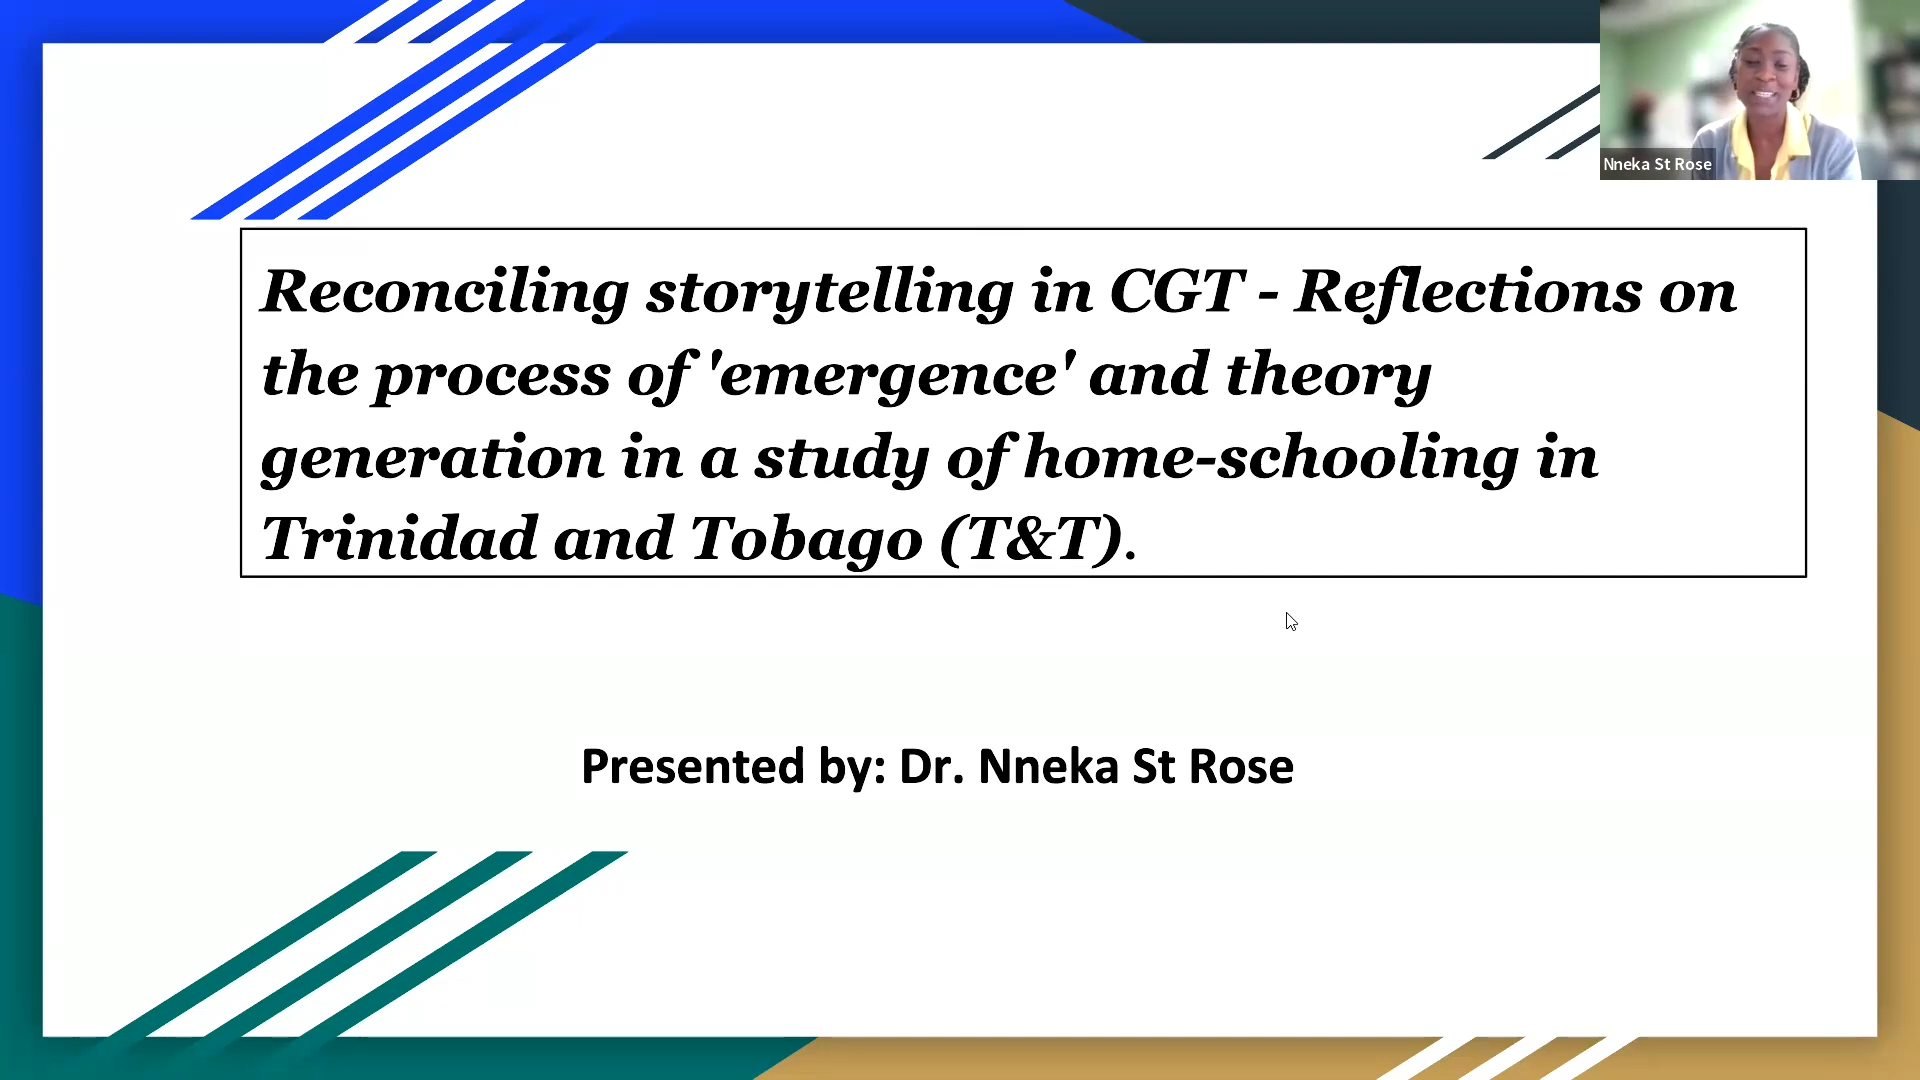 Nneka St Rose
Reconciling storytelling in CGT - Reflections on
the process of 'emergence' and theory
generation in a study of home-schooling in
Trinidad and Tobago (T&T).
Presented by: Dr. Nneka St Rose